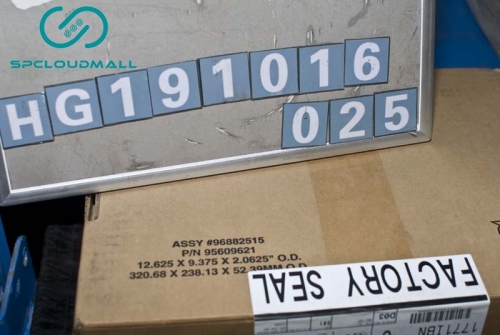 SPCLOUDMALL
HG191016
025
ASSY #96882515
P/N 95609621
12.625 X 9.375 X 2.0625" O.D.
320.68 X 238.13 X 52.39MM O.D.
FACTORY SEAL
D03